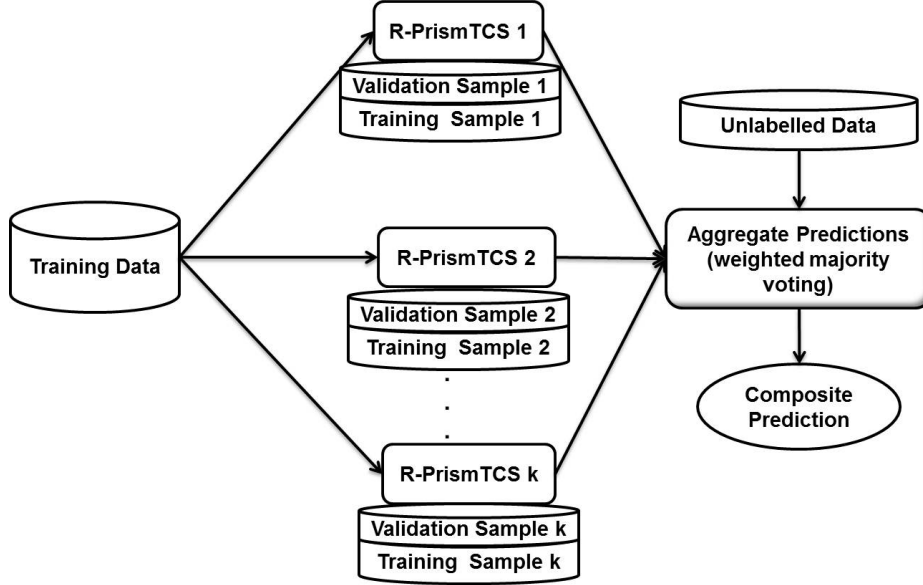 R-PrismTCS 1
Validation Sample 1
Training Sample 1
Training Data
R-PrismTCS 2
Validation Sample 2
Training Sample 2
.
.
.
R-PrismTCS k
Validation Sample k
Training Sample k
Unlabelled Data
Aggregate Predictions
(weighted majority
voting)
Composite
Prediction